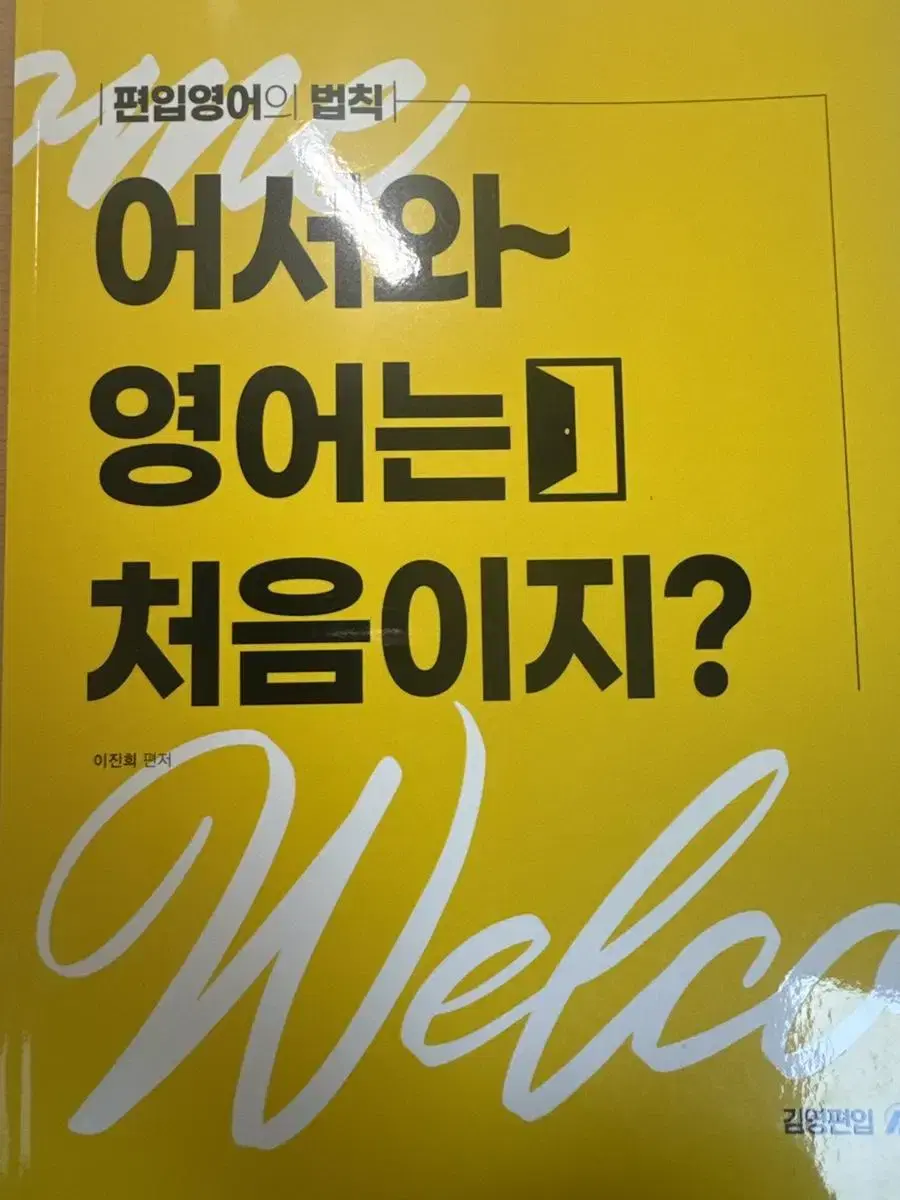 ome
편입영어의 법칙
어서와~
영어는
처음이지?
이진희 편저
Welco
김영편입